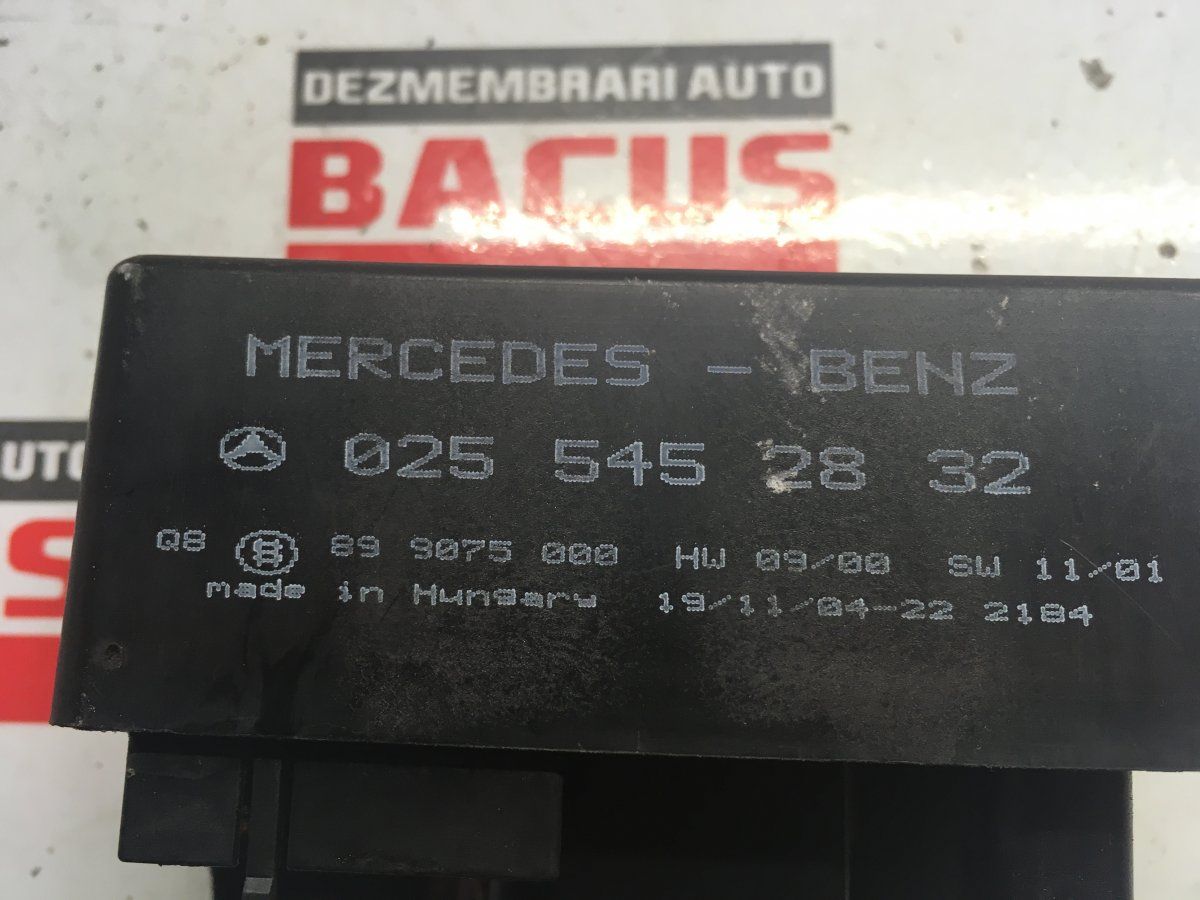 DEZMEMBRARI AUTO
BACUS
MERCEDES - BENZ
025 545 28 32
UTO
S
Q8 B 89 9075 000 HW 09/00 SW 11/01
made in Hungary 19/11/04-22 2184